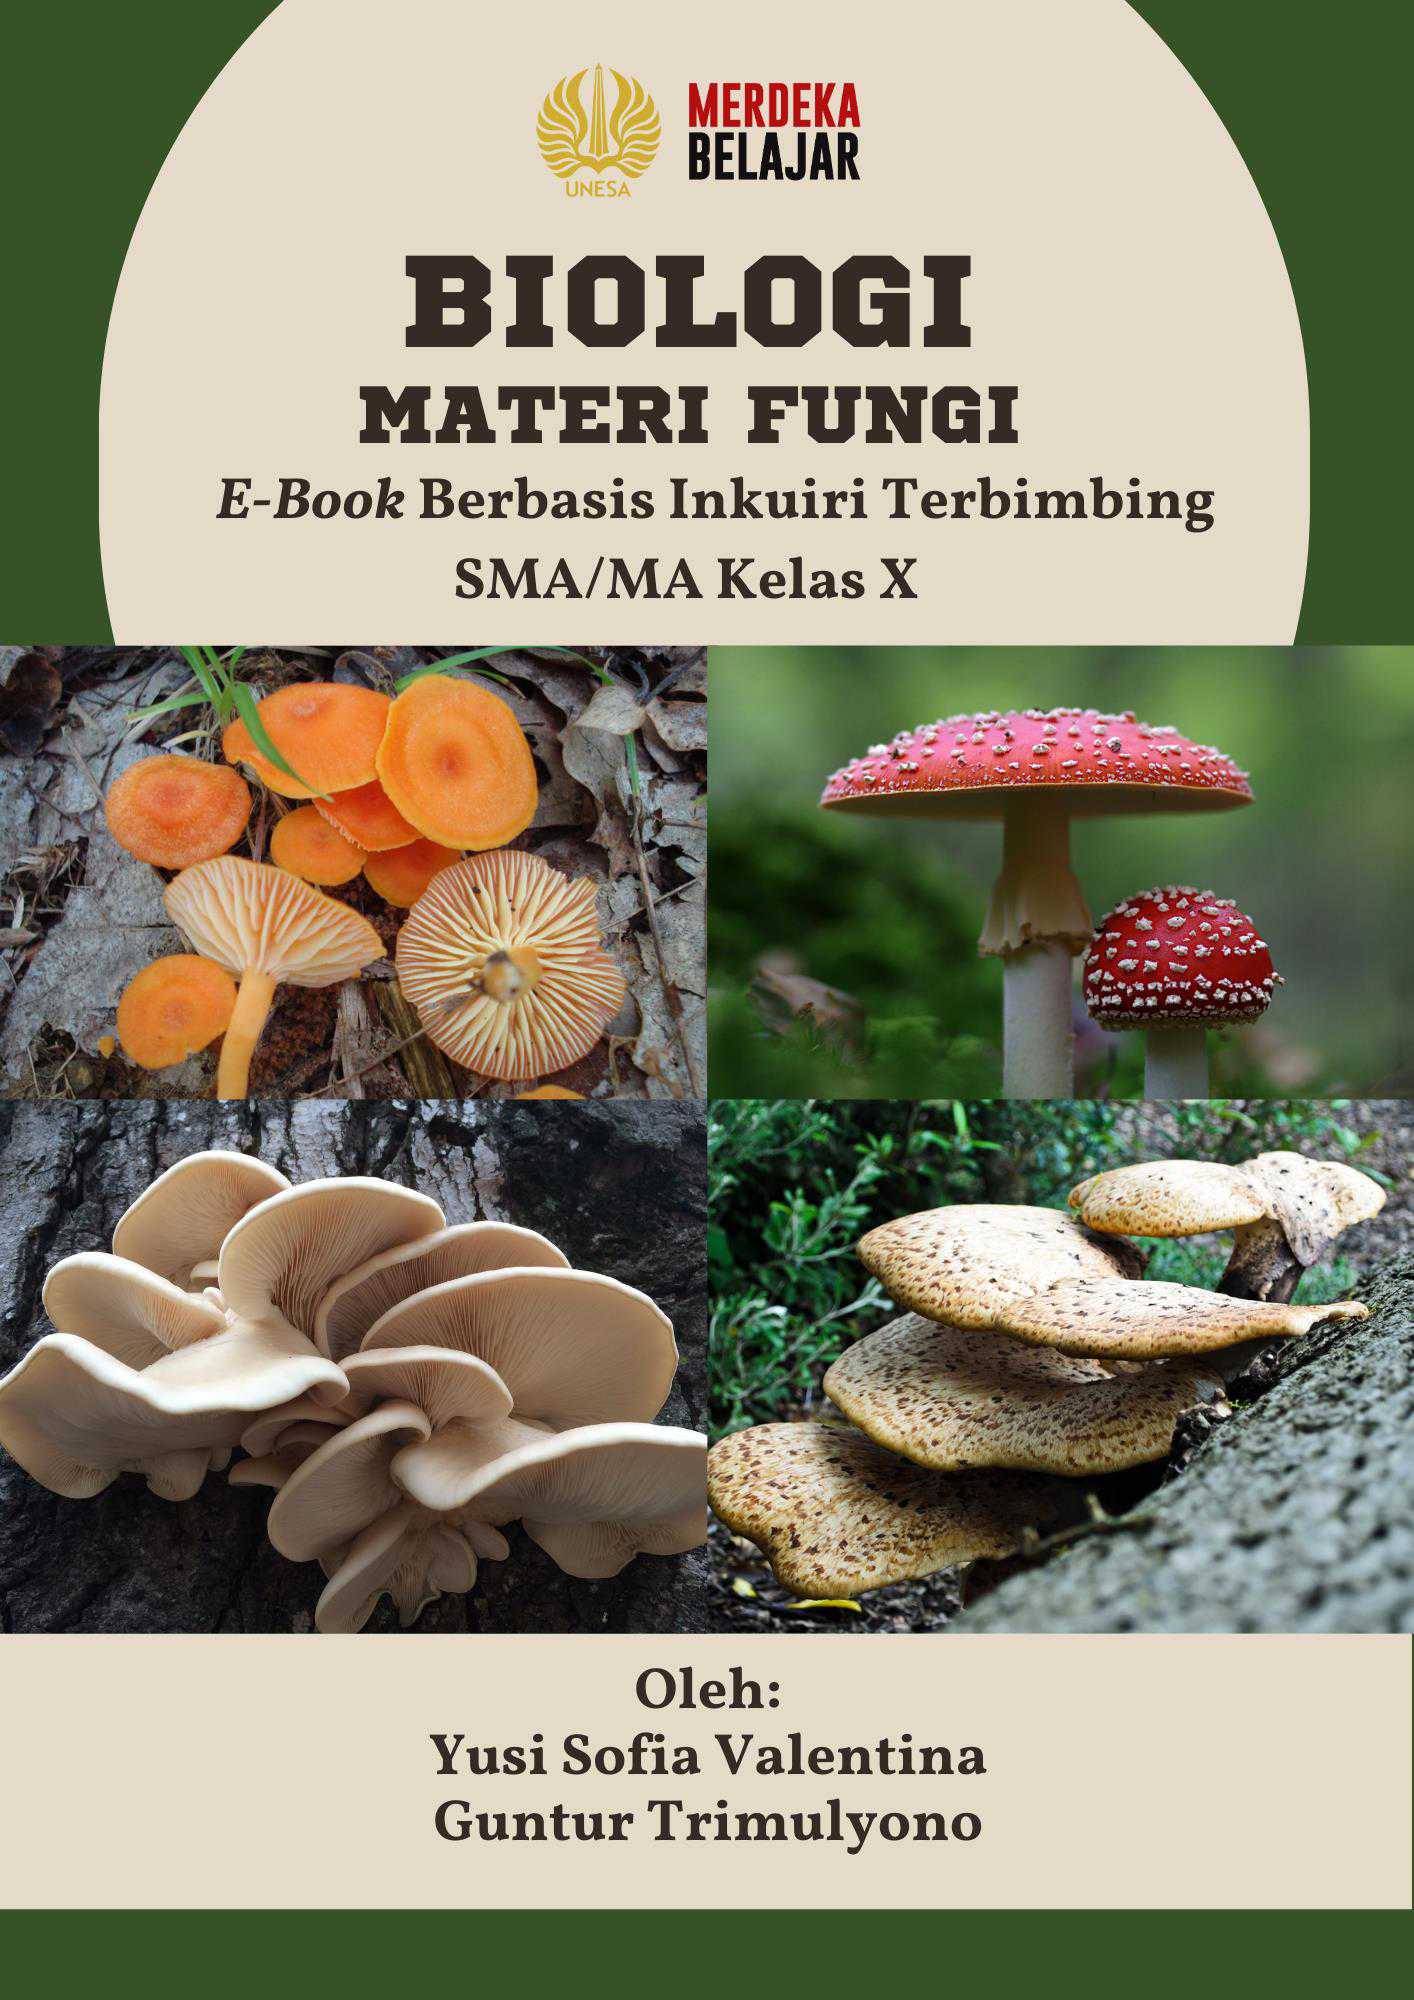 UNESA
MERDEKA
BELAJAR
BIOLOGI
MATERI FUNGI
E-Book Berbasis Inkuiri Terbimbing
SMA/MA Kelas X
Oleh:
Yusi Sofia Valentina
Guntur Trimulyono